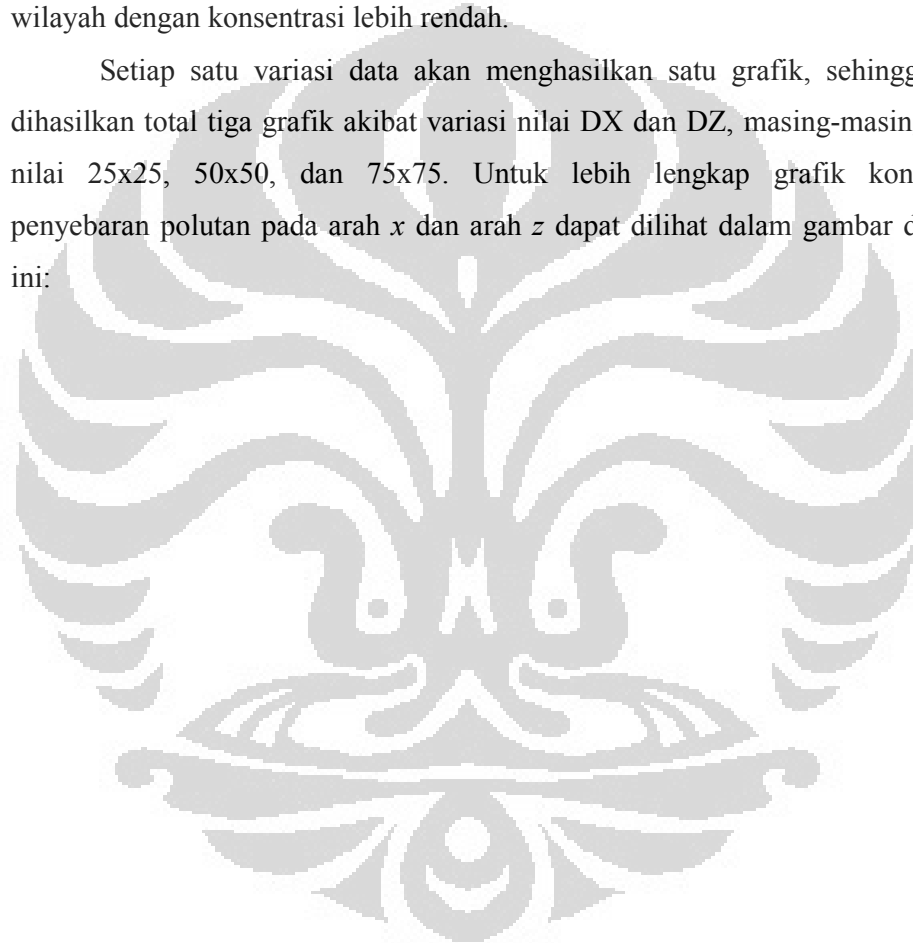 wilayah dengan konsentrasi lebih rendah.
Setiap satu variasi data akan menghasilkan satu grafik, sehingg
dihasilkan total tiga grafik akibat variasi nilai DX dan DZ, masing-masin
nilai 25x25, 50x50, dan 75x75. Untuk lebih lengkap grafik kon
penyebaran polutan pada arah x dan arah z dapat dilihat dalam gambar d
ini: